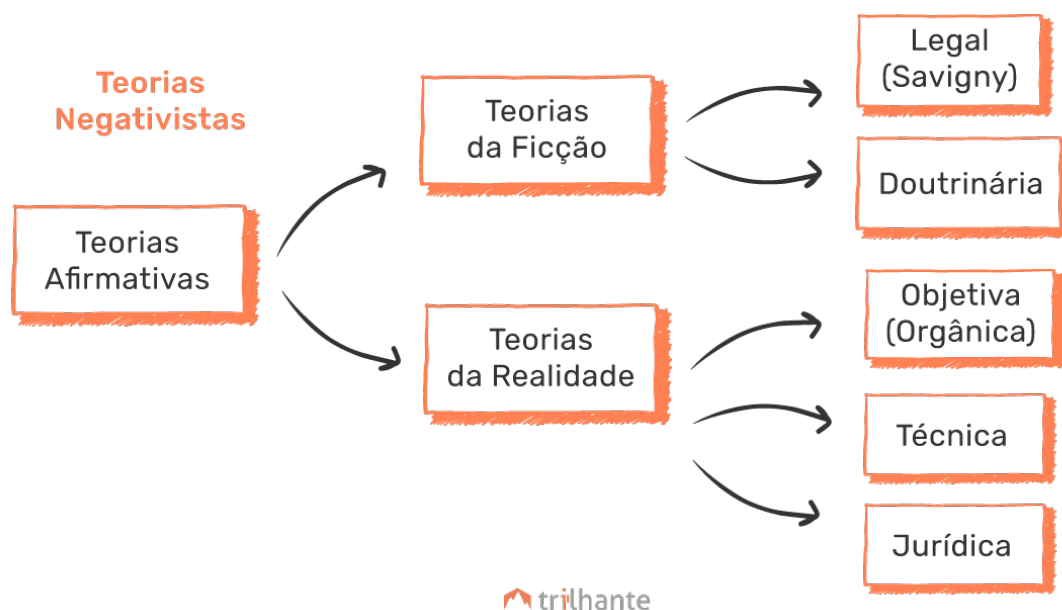 Teorias
Negativistas
Teorias
Afirmativas
Teorias
da Ficção
Teorias
da Realidade
Legal
(Savigny)
Doutrinária
Objetiva
(Orgânica)
Técnica
Jurídica
trilhante